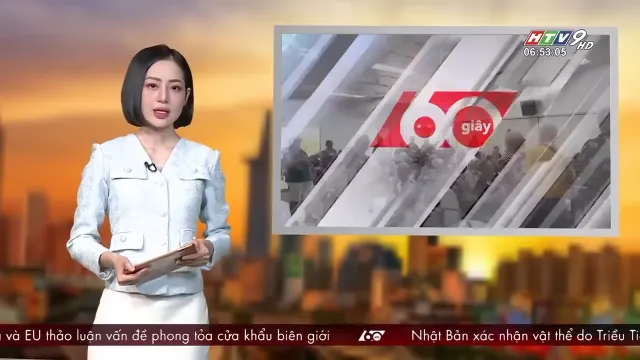 HTV9 HD
06:53:05
60 giây
và EU thảo luận vấn đề phong tỏa cửa khẩu biên giới
60
Nhật Bản xác nhận vật thể do Triều